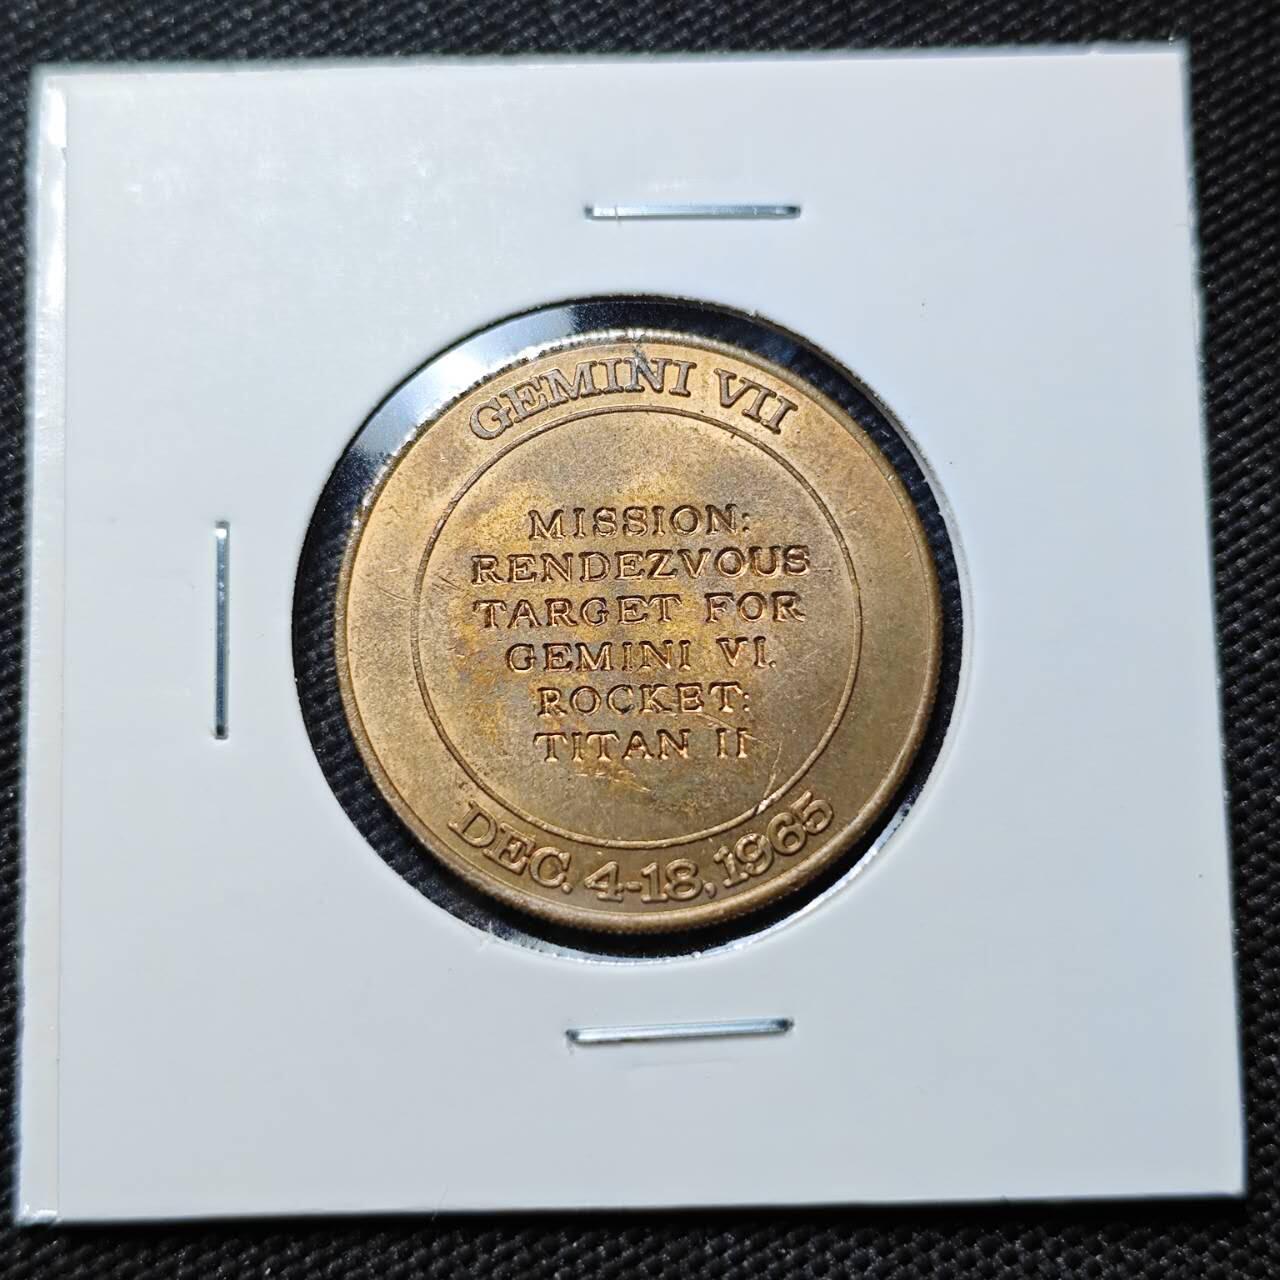 GEMINI VII
MISSION:
RENDEZVOUS
TARGET FOR
GEMINI VI.
ROCKET:
TITAN II
DEC. 4-18, 1965